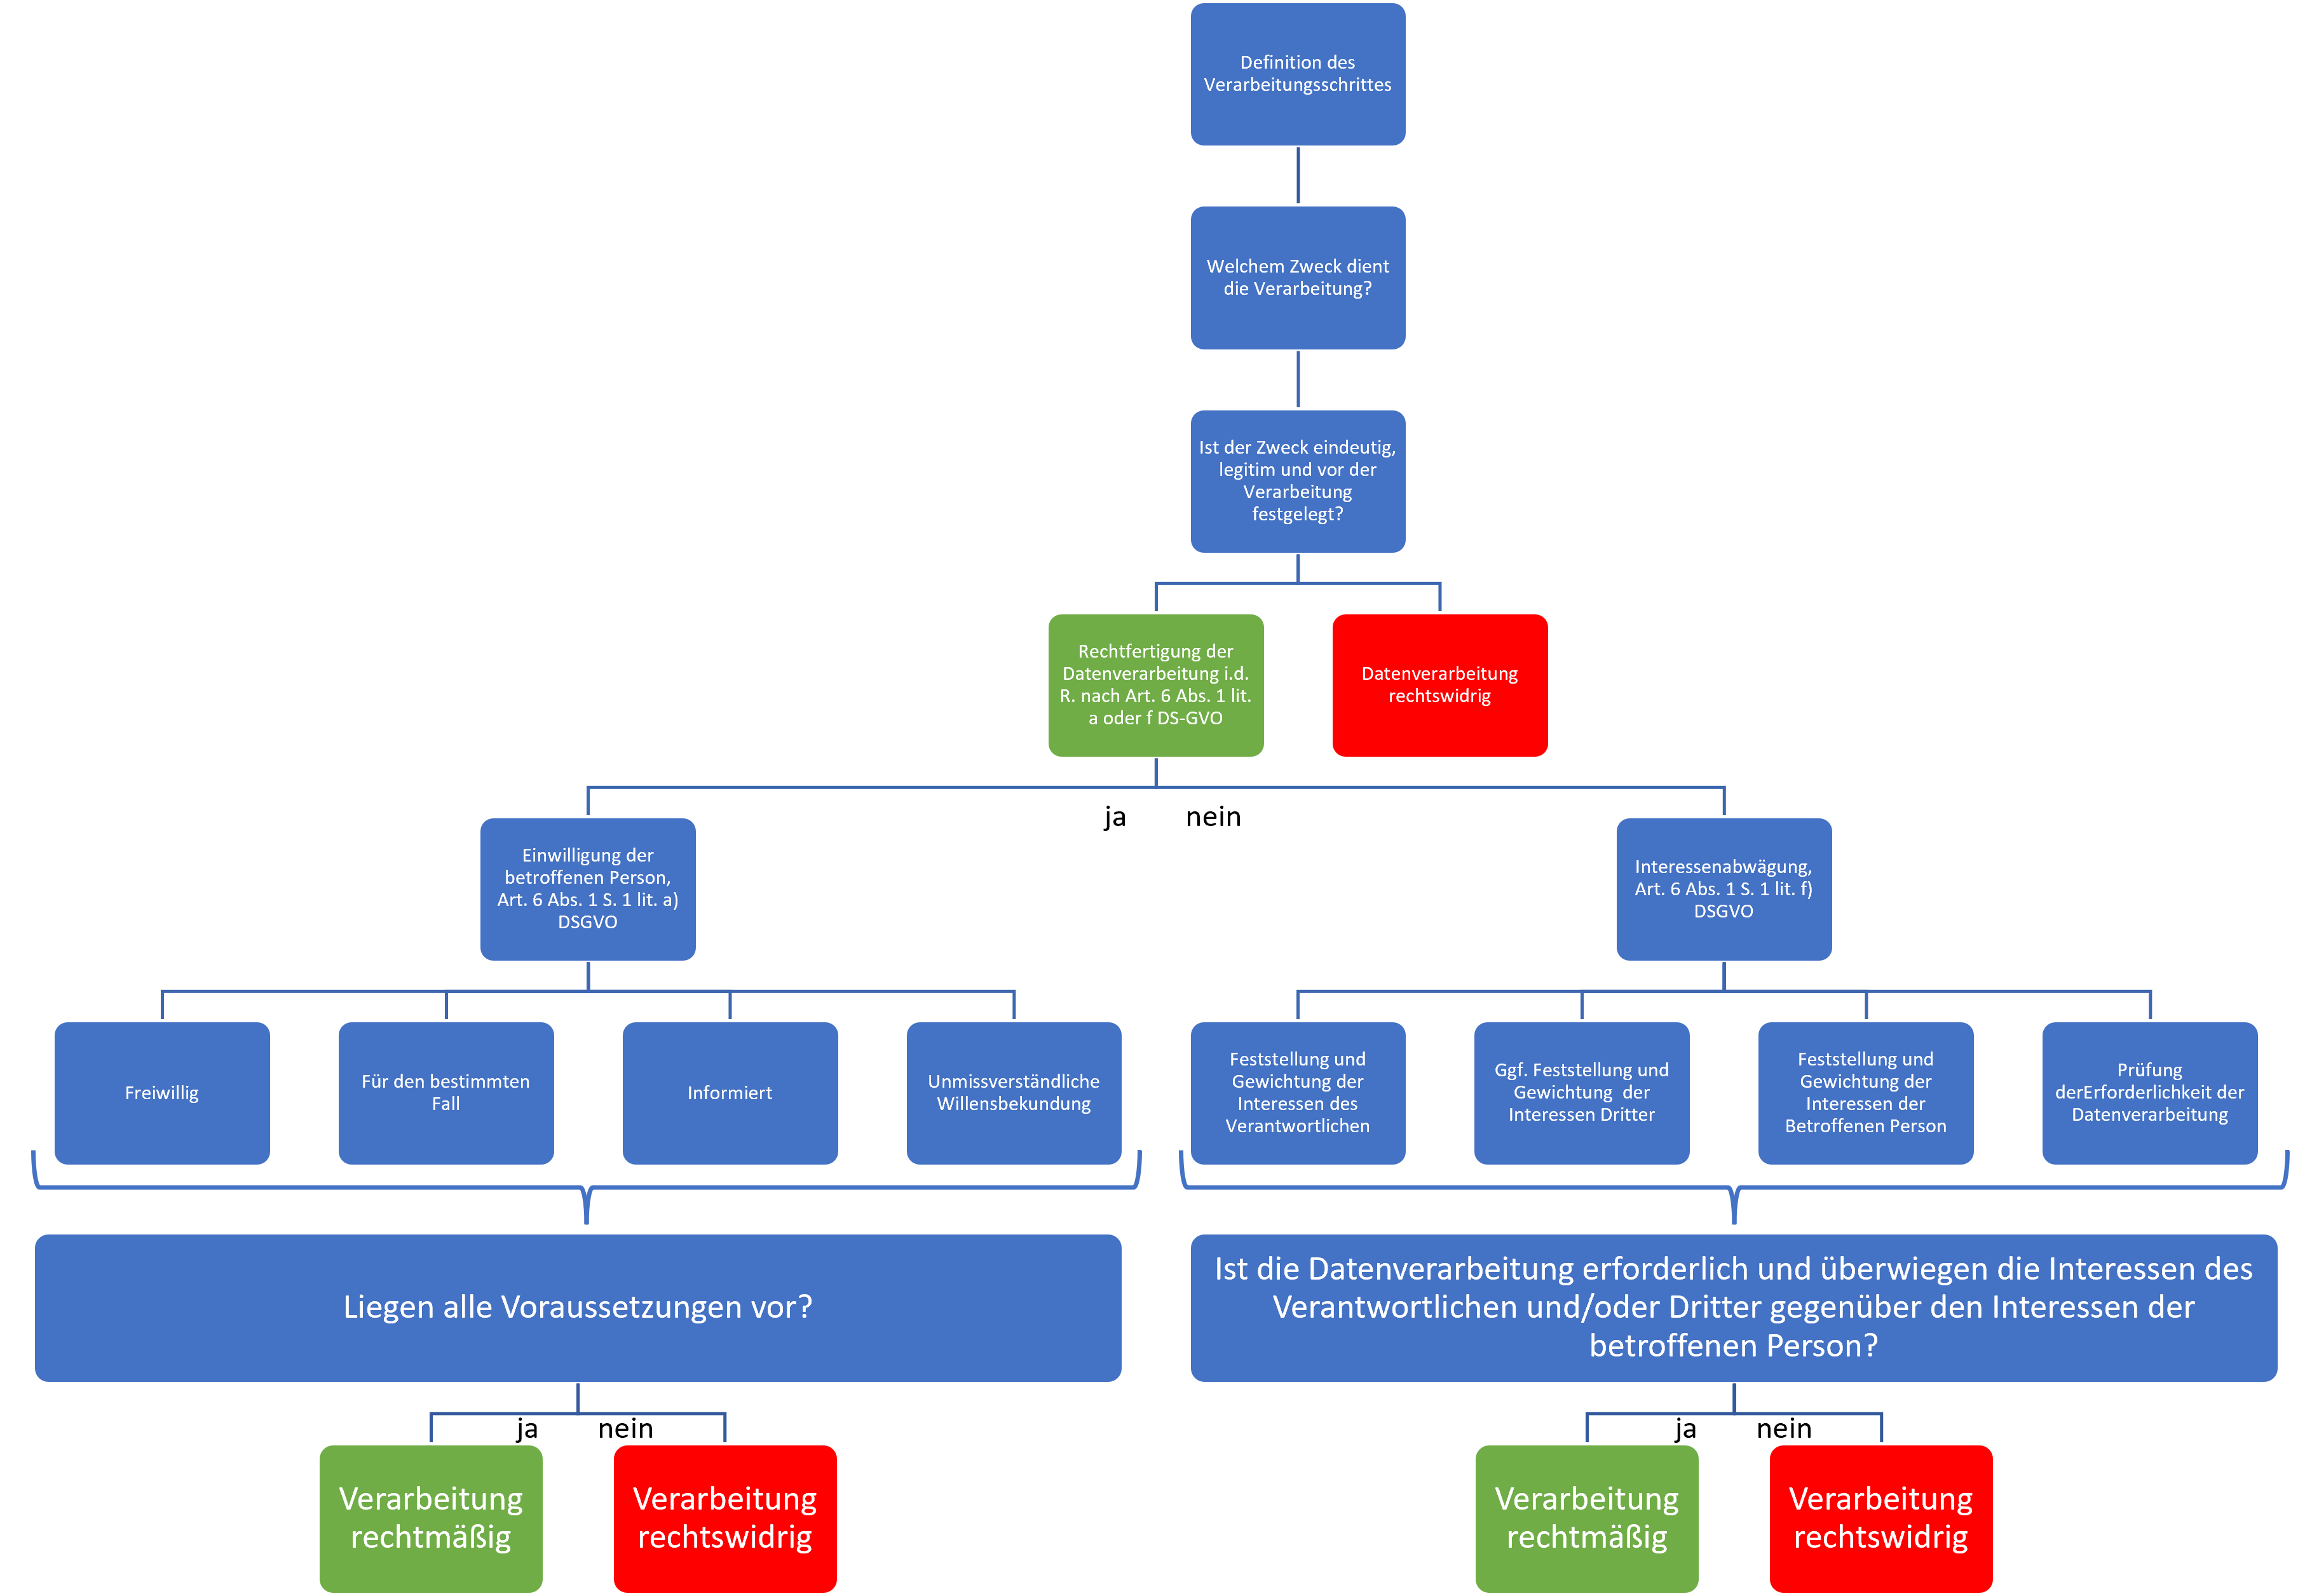 Definition des
Verarbeitungsschrittes
Welchem Zweck dient
die Verarbeitung?
Ist der Zweck eindeutig,
legitim und vor der
Verarbeitung
festgelegt?
Rechtfertigung der
Datenverarbeitung i.d.
R. nach Art. 6 Abs. 1 lit.
a oder f DS-GVO
Datenverarbeitung
rechtswidrig
ja
nein
Einwilligung der
betroffenen Person,
Art. 6 Abs. 1 S. 1 lit. a)
DSGVO
Interessenabwägung,
Art. 6 Abs. 1 S. 1 lit. f)
DSGVO
Freiwillig
Für den bestimmten
Fall
Informiert
Unmissverständliche
Willensbekundung
Feststellung und
Gewichtung der
Interessen des
Verantwortlichen
Ggf. Feststellung und
Gewichtung  der
Interessen Dritter
Feststellung und
Gewichtung der
Interessen der
Betroffenen Person
Prüfung
derErforderlichkeit der
Datenverarbeitung
Liegen alle Voraussetzungen vor?
Ist die Datenverarbeitung erforderlich und überwiegen die Interessen des
Verantwortlichen und/oder Dritter gegenüber den Interessen der
betroffenen Person?
ja
nein
Verarbeitung
rechtmäßig
Verarbeitung
rechtswidrig
ja
nein
Verarbeitung
rechtmäßig
Verarbeitung
rechtswidrig